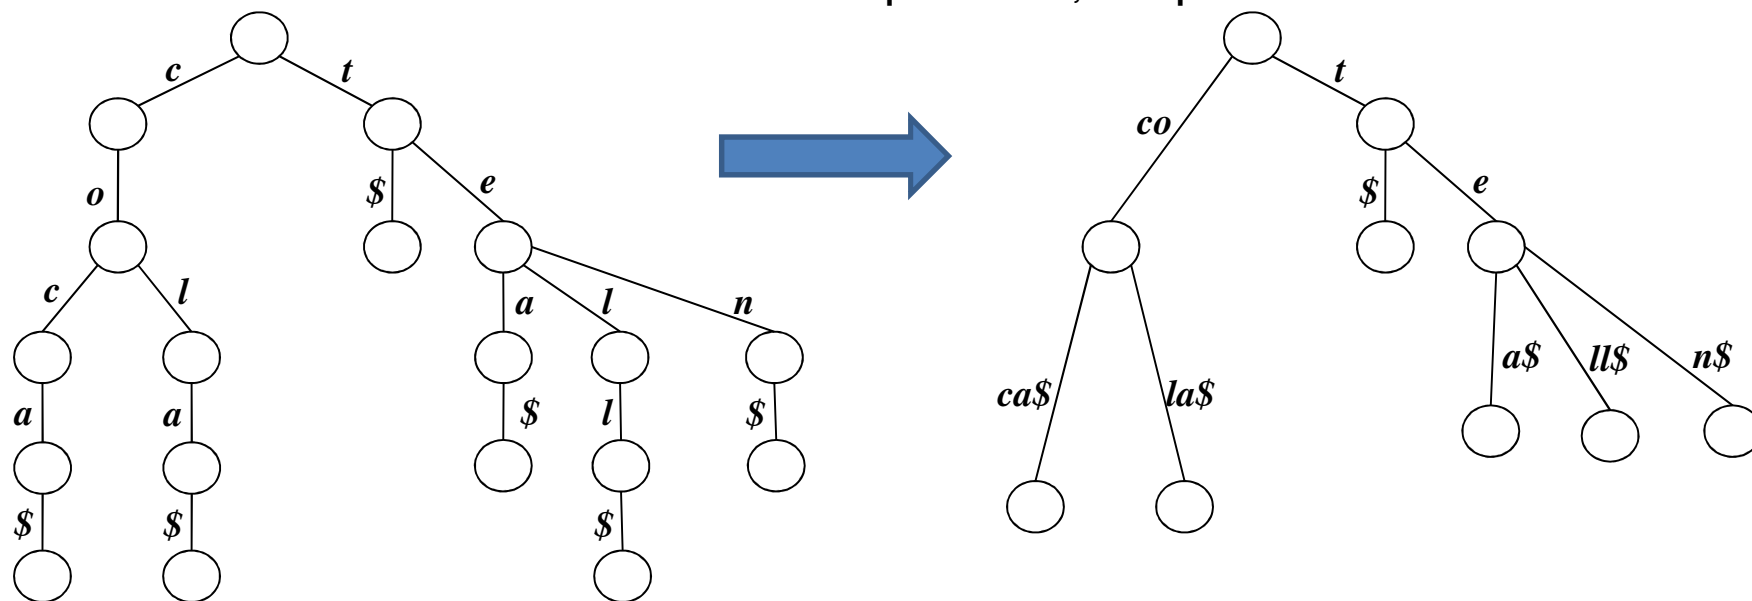 c t
co t
o $ e
$ e
c l a l n
a $ l $
a a
ca$ la$ a$ ll$ n$
$ $ $